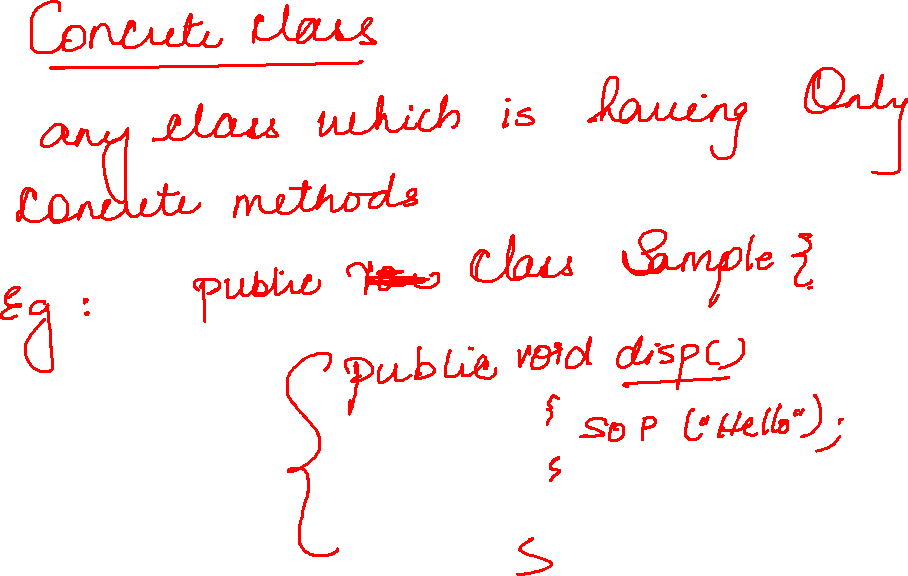 Concrete class
any class which is having Only
concrete methods
Eg : public class Sample {
public void disp()
{ SOP ("Hello");
}
}